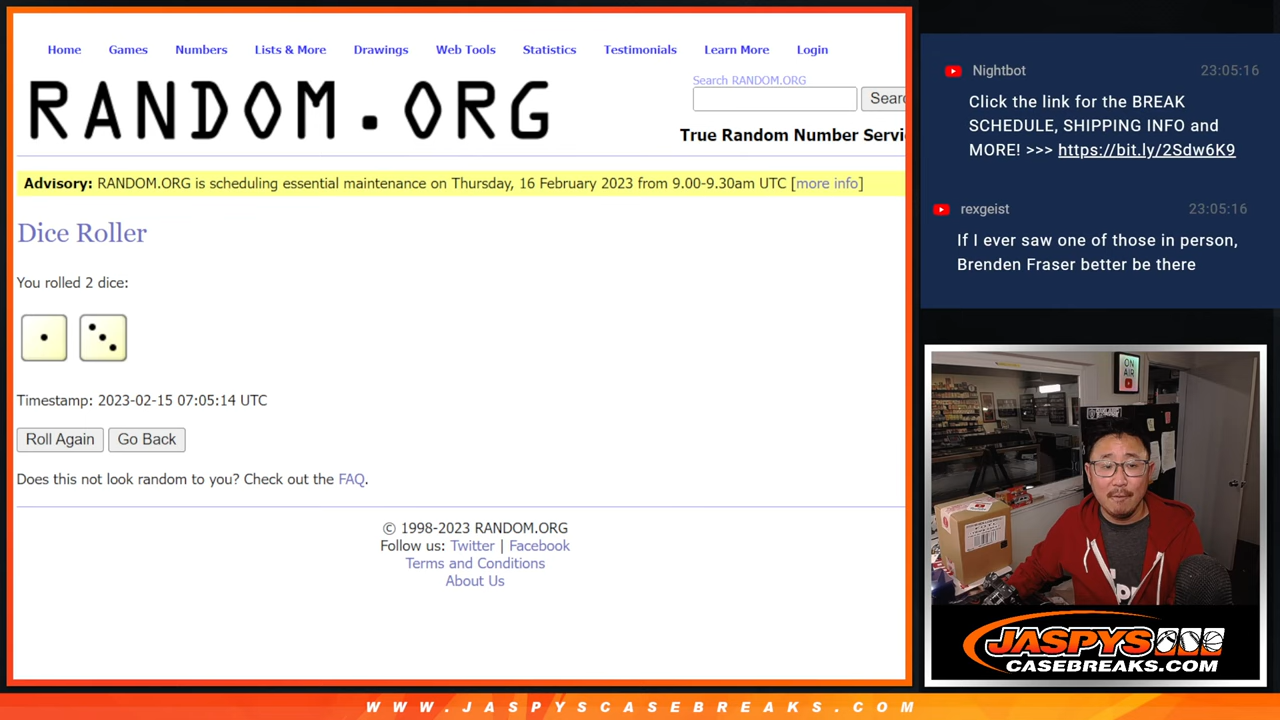 Home Games Numbers Lists & More Drawings Web Tools Statistics Testimonials Learn More Login
RANDOM.ORG
Search RANDOM.ORG
Searc
True Random Number Servi
Advisory: RANDOM.ORG is scheduling essential maintenance on Thursday, 16 February 2023 from 9.00-9.30am UTC [more info]
Dice Roller
You rolled 2 dice:
Timestamp: 2023-02-15 07:05:14 UTC
Roll Again Go Back
Does this not look random to you? Check out the FAQ.
© 1998-2023 RANDOM.ORG
Follow us: Twitter | Facebook
Terms and Conditions
About Us
Nightbot 23:05:16
Click the link for the BREAK
SCHEDULE, SHIPPING INFO and
MORE! >>> https://bit.ly/2Sdw6K9
rexgeist 23:05:16
If I ever saw one of those in person,
Brenden Fraser better be there
ON
AIR
JASPYS
CASEBREAKS.COM
WWW.JASPYSCASEBREAKS.COM